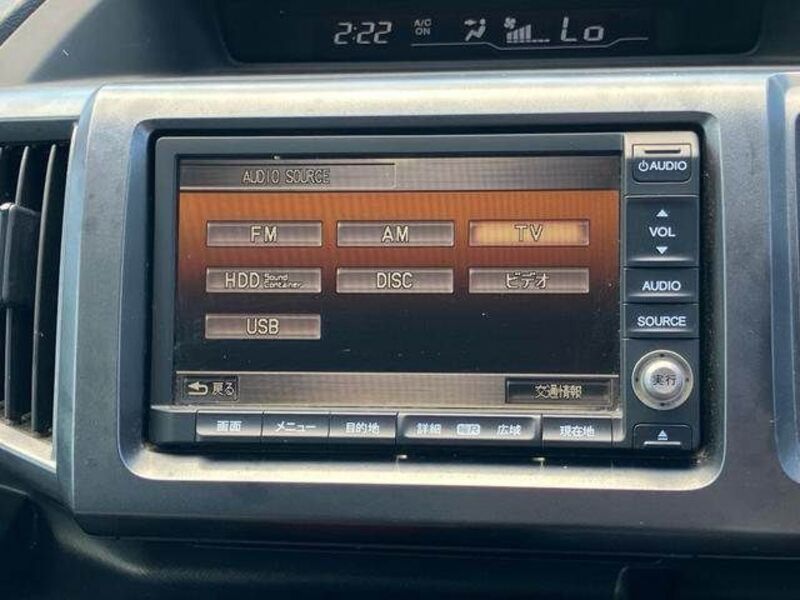 2:22 A/C ON Lo
AUDIO SOURCE
AUDIO
FM AM TV
VOL
HDD Sound Container DISC ビデオ
AUDIO
USB
SOURCE
実行
戻る 交通情報
画面 メニュー 目的地 詳細 縮尺 広域 現在地